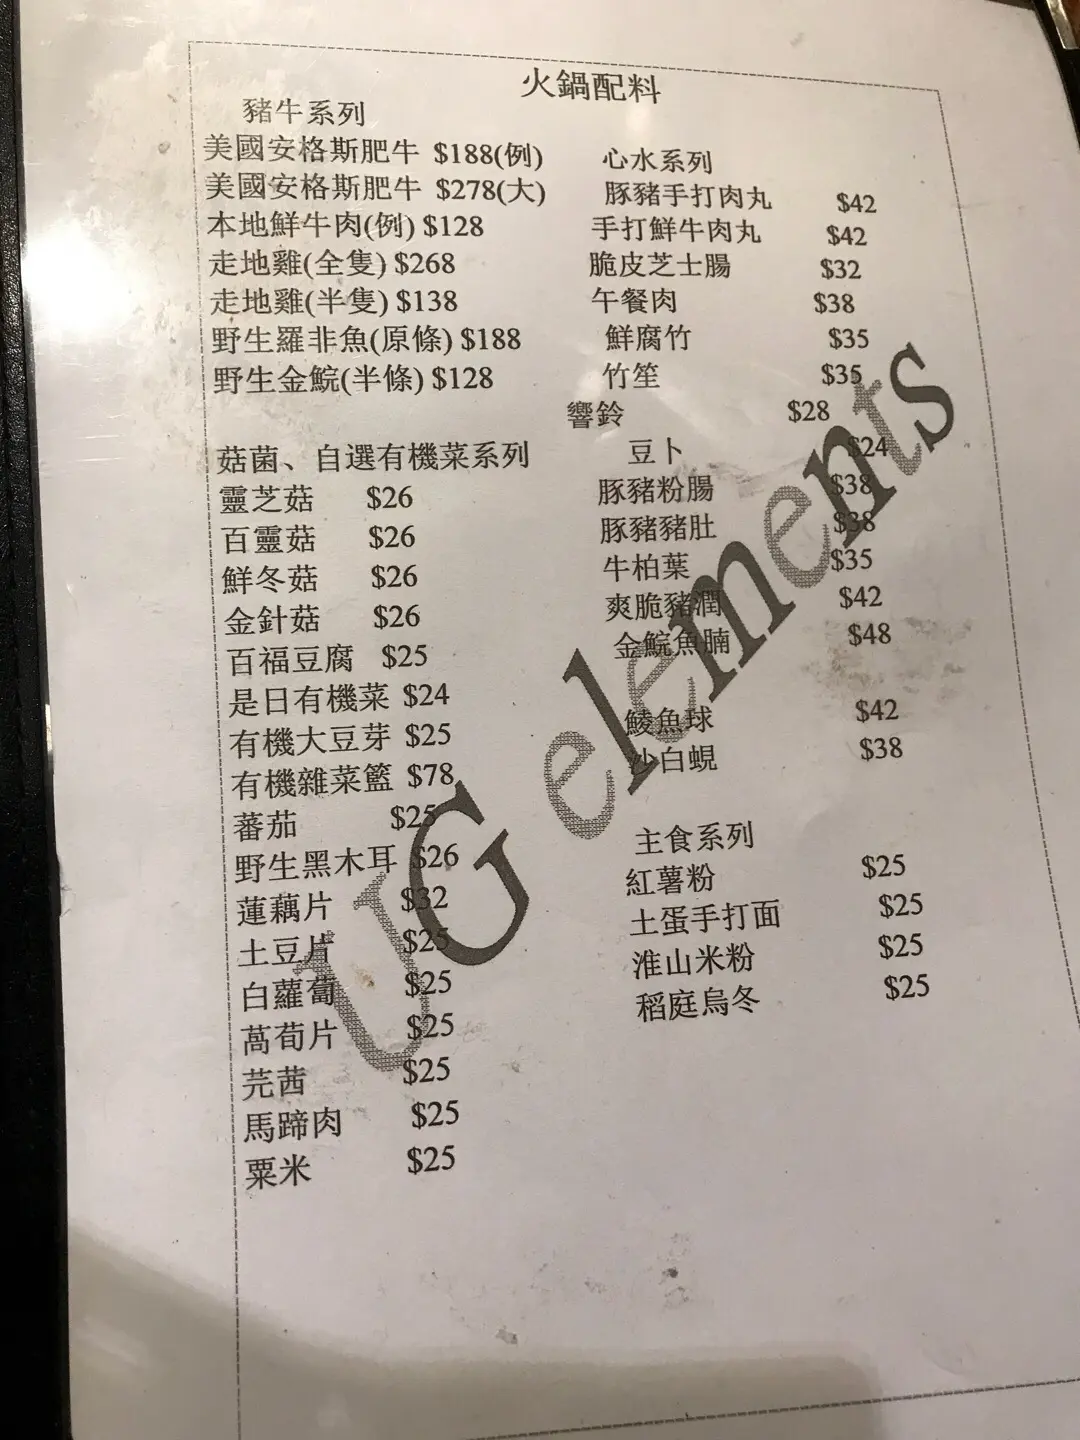 火鍋配料
豬牛系列
美國安格斯肥牛 $188(例)
美國安格斯肥牛 $278(大)
本地鮮牛肉(例) $128
走地雞(全隻) $268
走地雞(半隻) $138
野生羅非魚(原條) $188
野生金鯇(半條) $128
菇菌、自選有機菜系列
靈芝菇 $26
百靈菇 $26
鮮冬菇 $26
金針菇 $26
百福豆腐 $25
是日有機菜 $24
有機大豆芽 $25
有機雜菜籃 $78
蕃茄 $25
野生黑木耳 $26
蓮藕片 $32
土豆片 $25
白蘿蔔 $25
萵荀片 $25
芫茜 $25
馬蹄肉 $25
粟米 $25
心水系列
豚豬手打肉丸 $42
手打鮮牛肉丸 $42
脆皮芝士腸 $32
午餐肉 $38
鮮腐竹 $35
竹笙 $35
響鈴 $28
豆卜 $24
豚豬粉腸 $38
豚豬豬肚 $38
牛柏葉 $35
爽脆豬潤 $42
金鯇魚腩 $48
鯪魚球 $42
沙白蜆 $38
主食系列
紅薯粉 $25
土蛋手打面 $25
淮山米粉 $25
稻庭烏冬 $25
UG elements